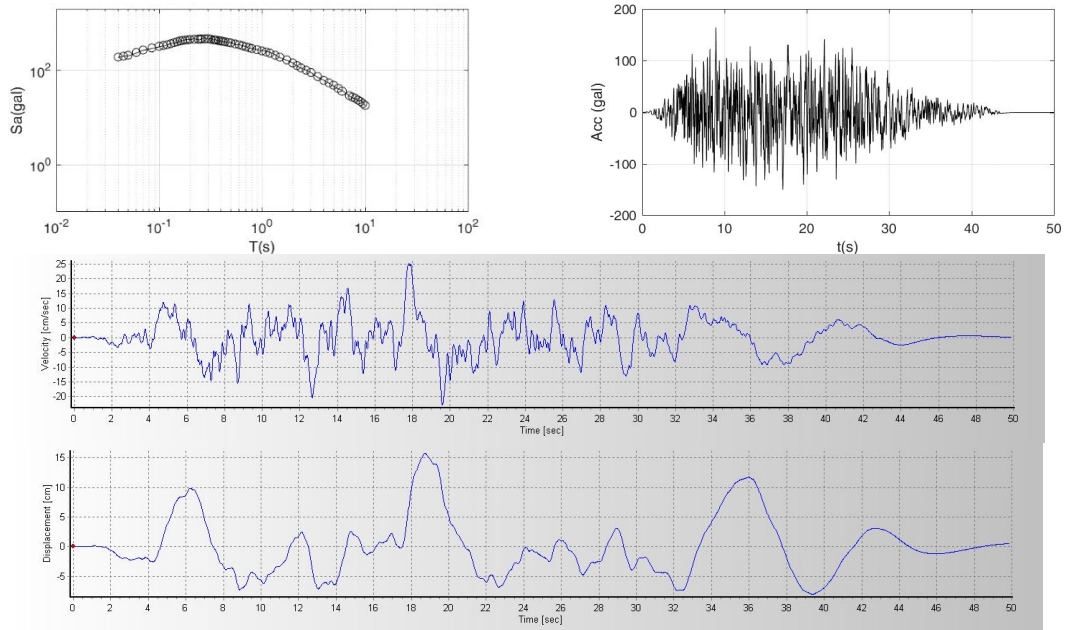 10^2
10^0
Sa(gal)
10^-2 10^-1 10^0 10^1 10^2
T(s)
200
100
0
-100
-200
Acc (gal)
0 10 20 30 40 50
t(s)
25
20
15
10
5
0
-5
-10
-15
-20
Velocity [cm/sec]
0 2 4 6 8 10 12 14 16 18 20 22 24 26 28 30 32 34 36 38 40 42 44 46 48 50
Time [sec]
15
10
5
0
-5
Displacement [cm]
0 2 4 6 8 10 12 14 16 18 20 22 24 26 28 30 32 34 36 38 40 42 44 46 48 50
Time [sec]